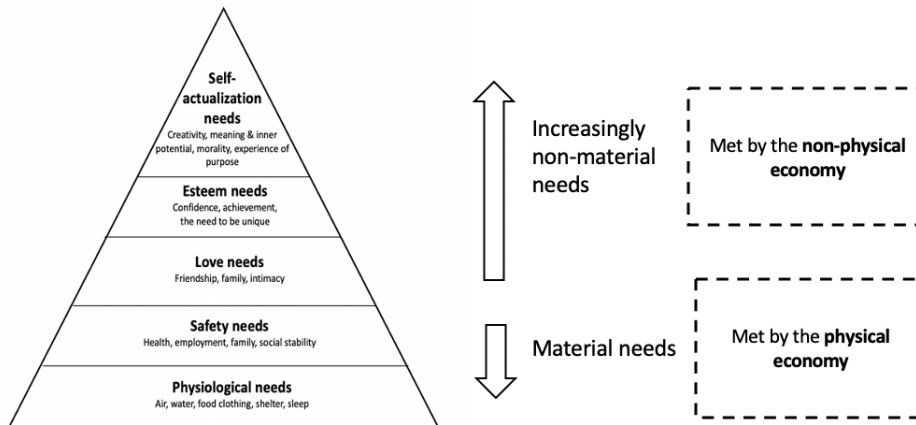 Self-
actualization
needs
Creativity, meaning & inner
potential, morality, experience of
purpose
Esteem needs
Confidence, achievement,
the need to be unique
Love needs
Friendship, family, intimacy
Safety needs
Health, employment, family, social stability
Physiological needs
Air, water, food clothing, shelter, sleep
Increasingly
non-material
needs
Material needs
Met by the non-physical
economy
Met by the physical
economy